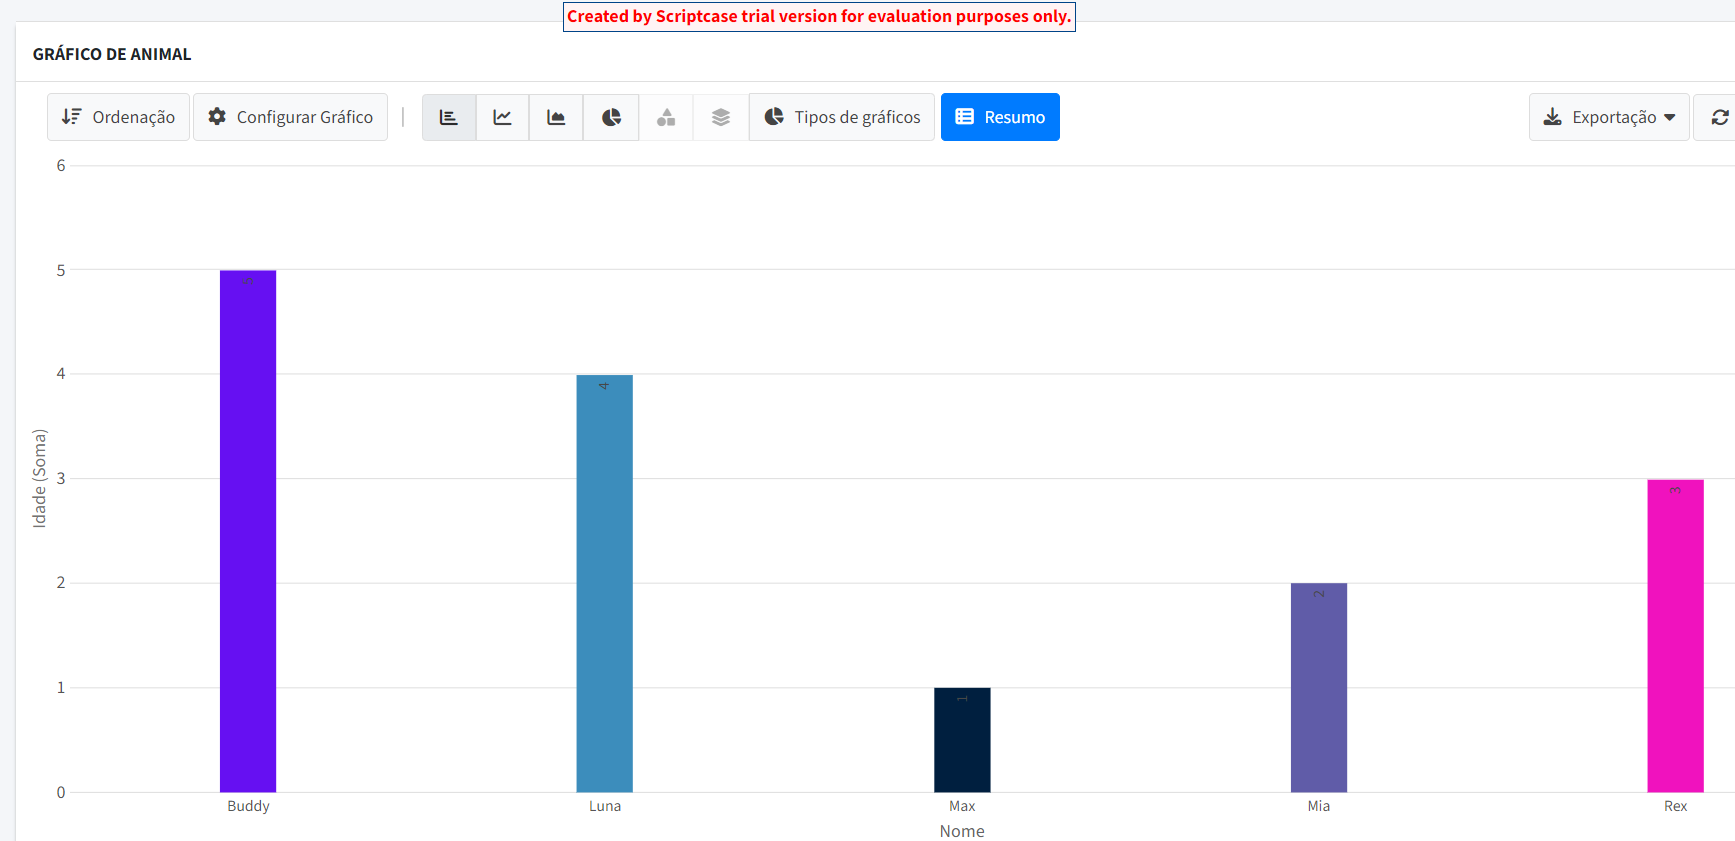 Created by Scriptcase trial version for evaluation purposes only.
GRÁFICO DE ANIMAL
Ordenação
Configurar Gráfico
|
Tipos de gráficos
Resumo
Exportação
6
5
4
3
2
1
0
Idade (Soma)
5
4
1
2
3
Buddy
Luna
Max
Mia
Rex
Nome